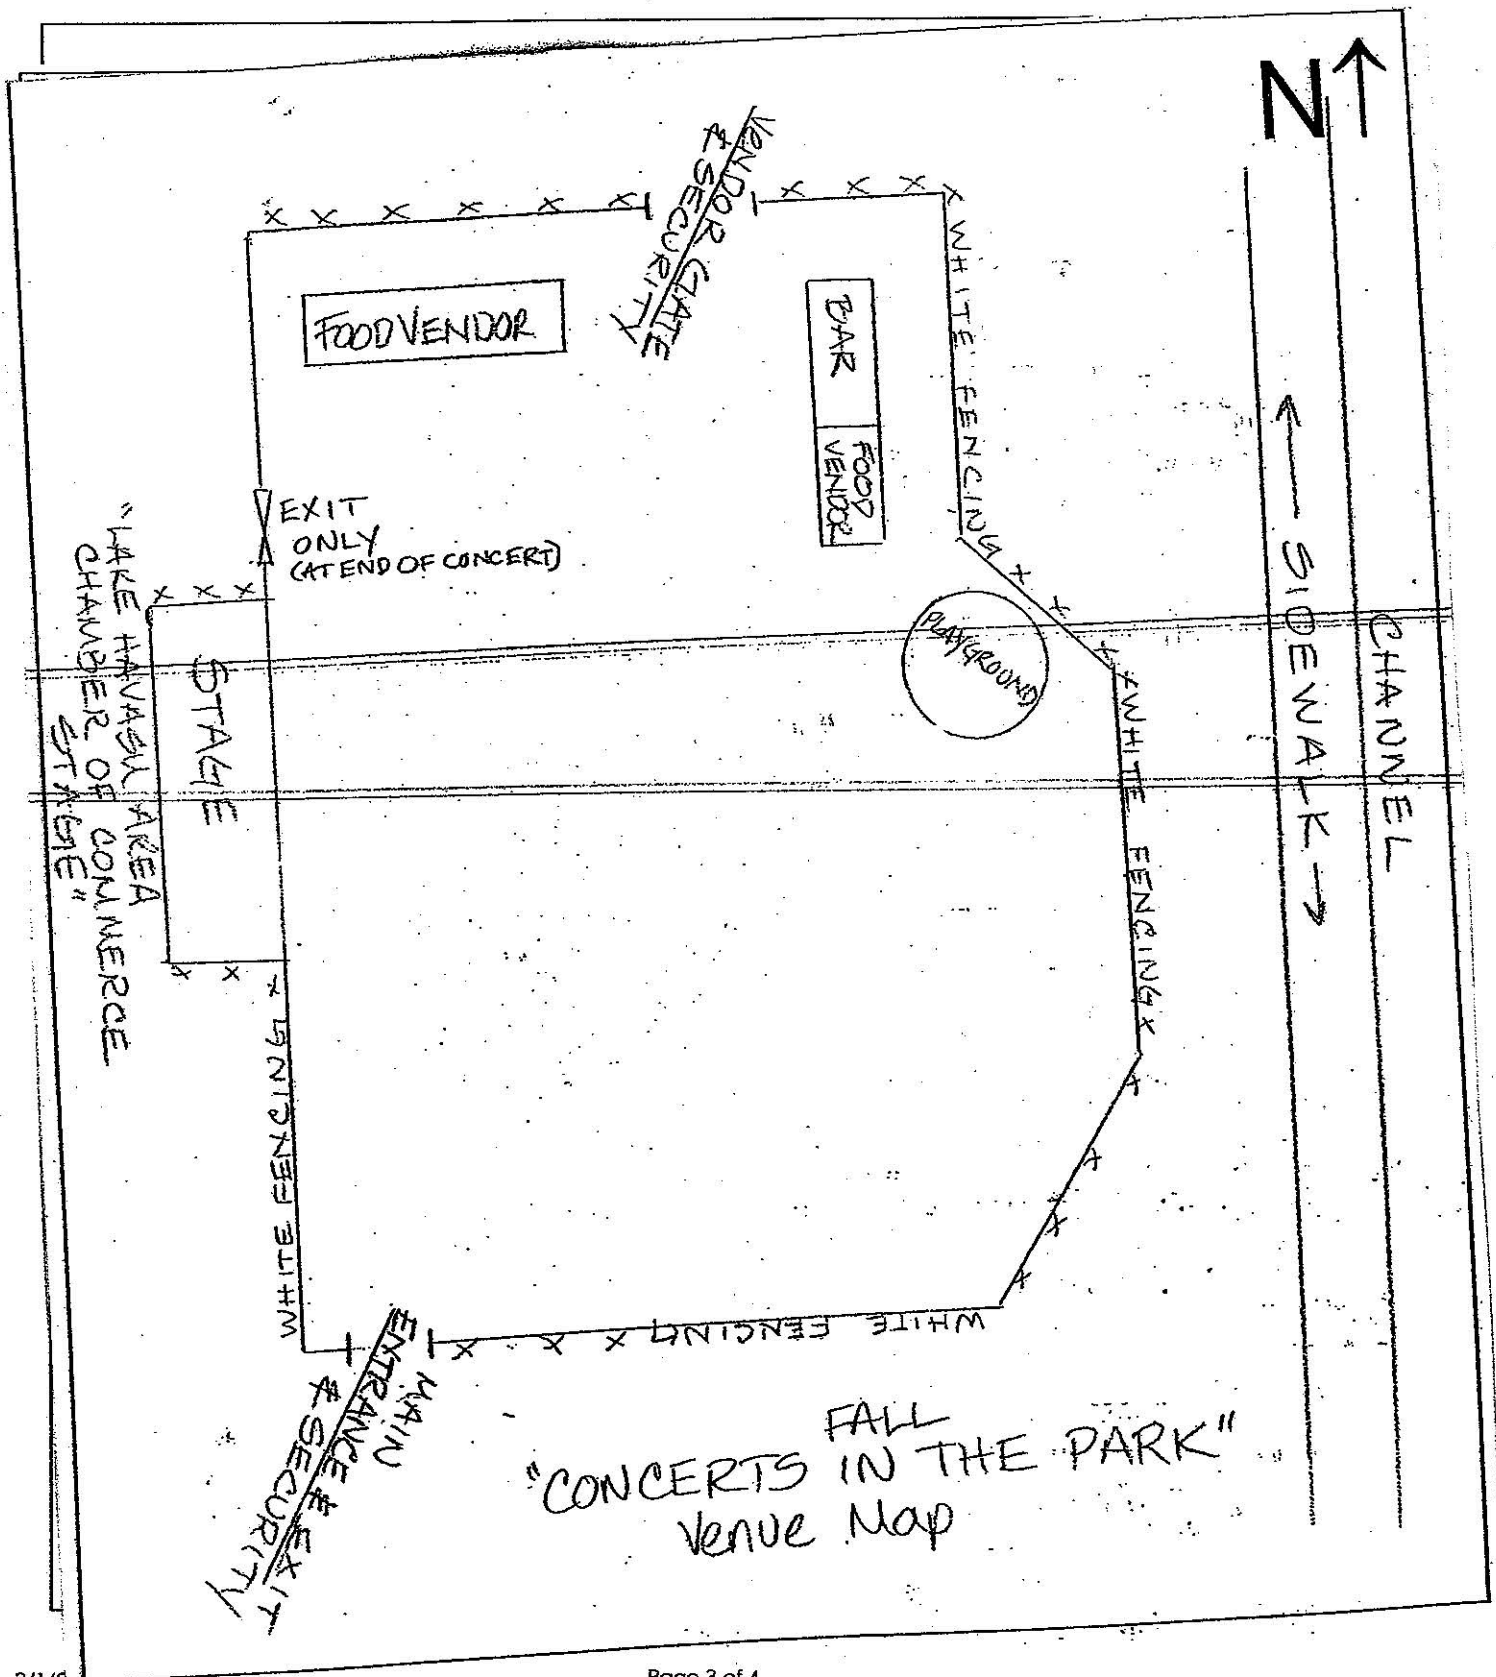 N
VENDOR GATE
& SECURITY
WHITE FENCING
FOOD VENDOR
BAR
FOOD
VENDOR
EXIT
ONLY
(AT END OF CONCERT)
PLAYGROUND
STAGE
"LAKE HAVASU AREA
CHAMBER OF COMMERCE
STAGE"
WHITE FENCING
SIDEWALK
CHANNEL
WHITE FENCING
WHITE FENCING
MAIN
ENTRANCE & EXIT
& SECURITY
FALL
"CONCERTS IN THE PARK"
Venue Map
Page 3 of 4